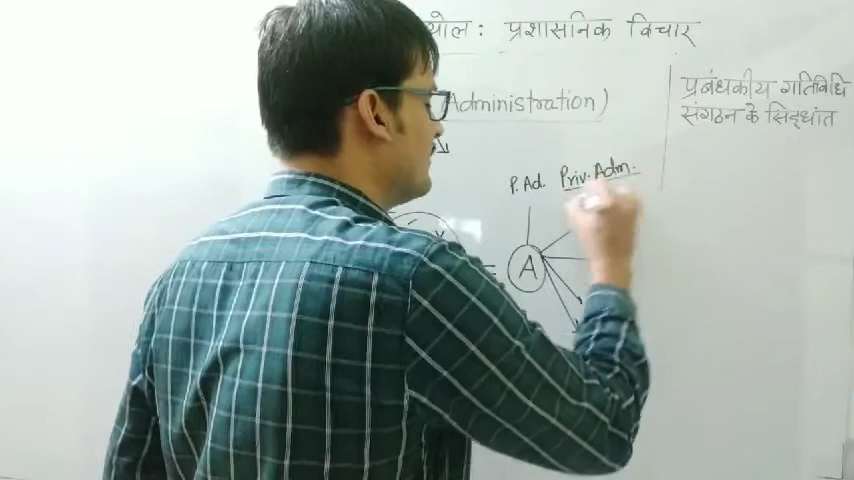 योल: प्रशासनिक विचार
Administration)
प्रबंधकीय गतिविधि
संगठन के सिद्धांत
P. Ad. Priv. Adm.
A